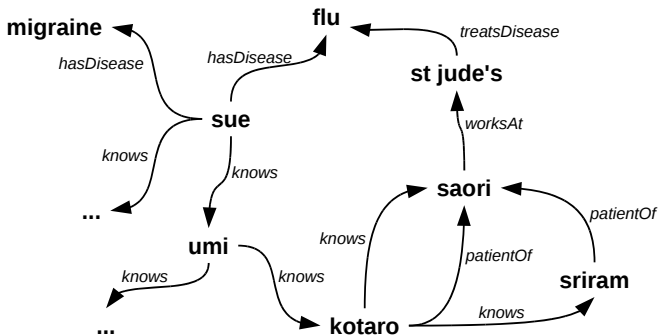 flu
migraine
treatsDisease
hasDisease
hasDisease
st jude's
sue
worksAt
knows
knows
saori
...
patientOf
umi
knows
patientOf
knows
knows
sriram
knows
...
kotaro